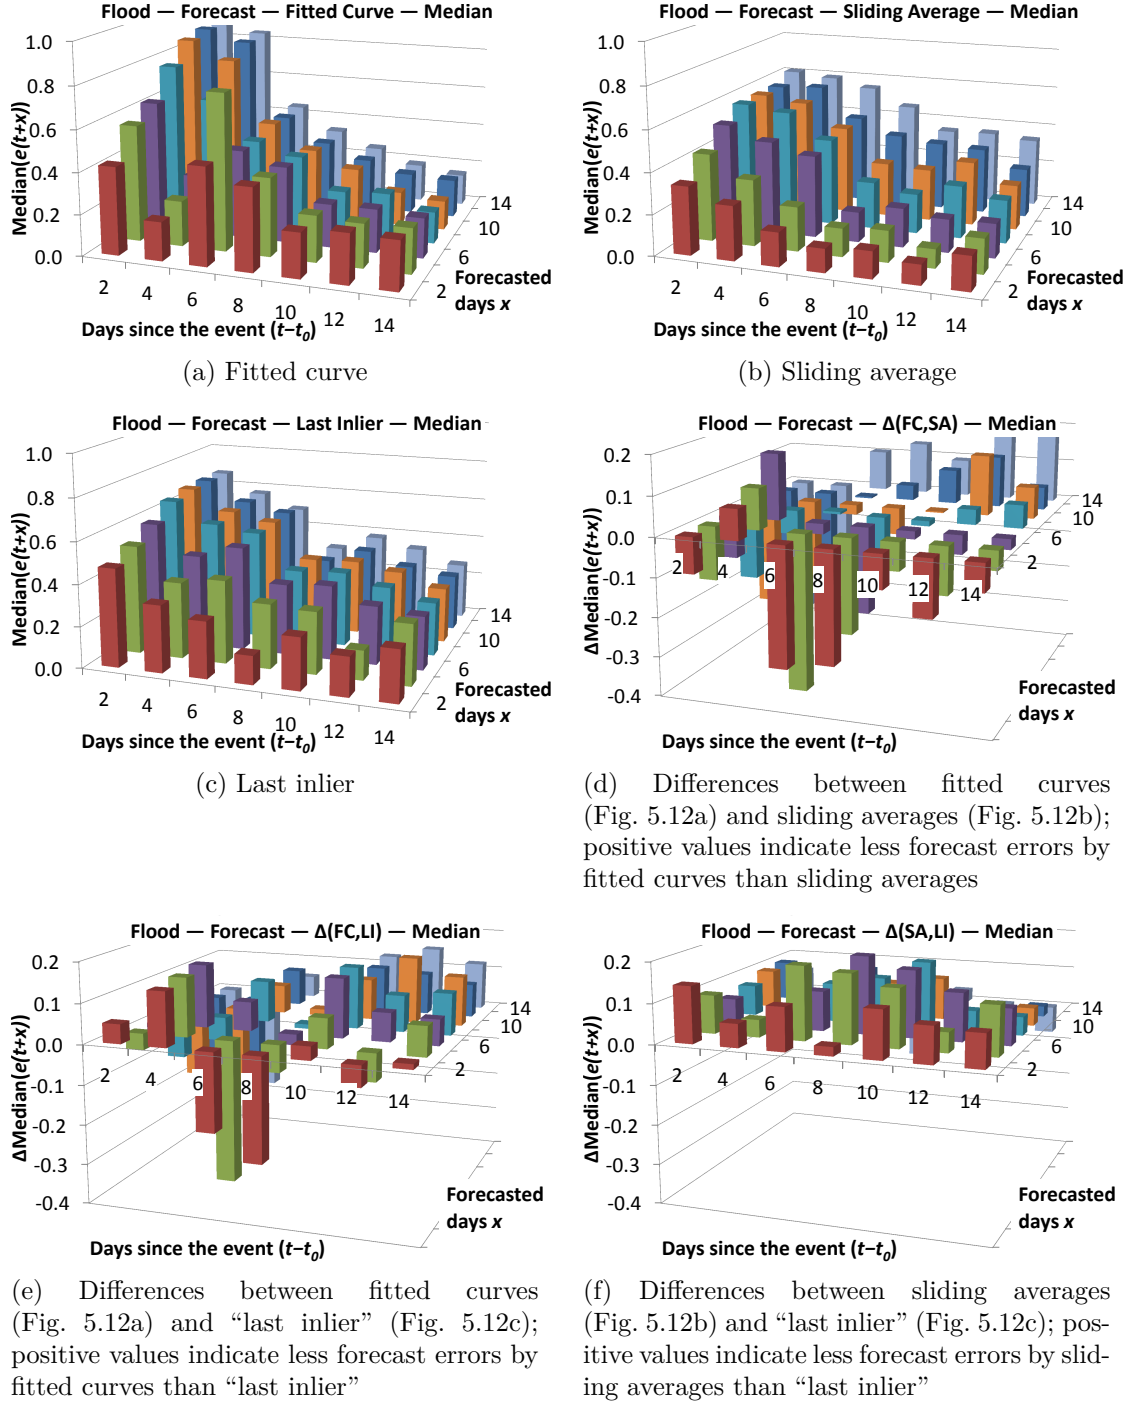 Flood — Forecast — Fitted Curve — Median
Median(e(t+x))
1.0
0.8
0.6
0.4
0.2
0.0
2
4
6
8
10
12
14
14
10
6
2
Forecasted
days x
Days since the event (t−t0)
(a) Fitted curve
Flood — Forecast — Sliding Average — Median
Median(e(t+x))
1.0
0.8
0.6
0.4
0.2
0.0
2
4
6
8
10
12
14
14
10
6
2
Forecasted
days x
Days since the event (t−t0)
(b) Sliding average
Flood — Forecast — Last Inlier — Median
Median(e(t+x))
1.0
0.8
0.6
0.4
0.2
0.0
2
4
6
8
10
12
14
14
10
6
2
Forecasted
days x
Days since the event (t−t0)
(c) Last inlier
Flood — Forecast — Δ(FC,SA) — Median
ΔMedian(e(t+x))
0.2
0.1
0.0
-0.1
-0.2
-0.3
-0.4
2
4
6
8
10
12
14
14
10
6
2
Forecasted
days x
Days since the event (t−t0)
(d) Differences between fitted curves
(Fig. 5.12a) and sliding averages (Fig. 5.12b);
positive values indicate less forecast errors by
fitted curves than sliding averages
Flood — Forecast — Δ(FC,LI) — Median
ΔMedian(e(t+x))
0.2
0.1
0.0
-0.1
-0.2
-0.3
-0.4
2
4
6
8
10
12
14
14
10
6
2
Forecasted
days x
Days since the event (t−t0)
(e) Differences between fitted curves
(Fig. 5.12a) and “last inlier” (Fig. 5.12c);
positive values indicate less forecast errors by
fitted curves than “last inlier”
Flood — Forecast — Δ(SA,LI) — Median
ΔMedian(e(t+x))
0.2
0.1
0.0
-0.1
-0.2
-0.3
-0.4
2
4
6
8
10
12
14
14
10
6
2
Forecasted
days x
Days since the event (t−t0)
(f) Differences between sliding averages
(Fig. 5.12b) and “last inlier” (Fig. 5.12c); pos-
itive values indicate less forecast errors by slid-
ing averages than “last inlier”